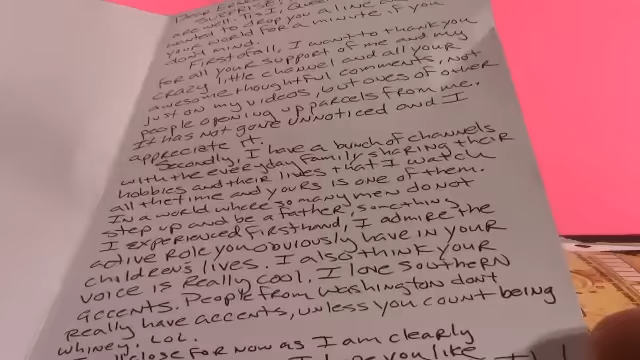 SURPRISE!
are well.
wanted to drop you a line
world for a minute if you
don't mind.
First of all, I want to thank you
for all your support of me and my
crazy little channel and all your
awesome thoughtful comments, not
just on my videos, but ones of other
people opening up parcels from me.
It has not gone unnoticed and I
appreciate it.
Secondly, I have a bunch of channels
with the everyday family sharing their
hobbies and their lives that I watch
all the time and yours is one of them.
In a world where so many men do not
step up and be a father, something
I experienced firsthand, I admire the
active role you obviously have in your
children's lives. I also think your
voice is really cool. I love Southern
accents. People from Washington don't
really have accents, unless you count being
whiney. LOL.
close for now as I am clearly
you like